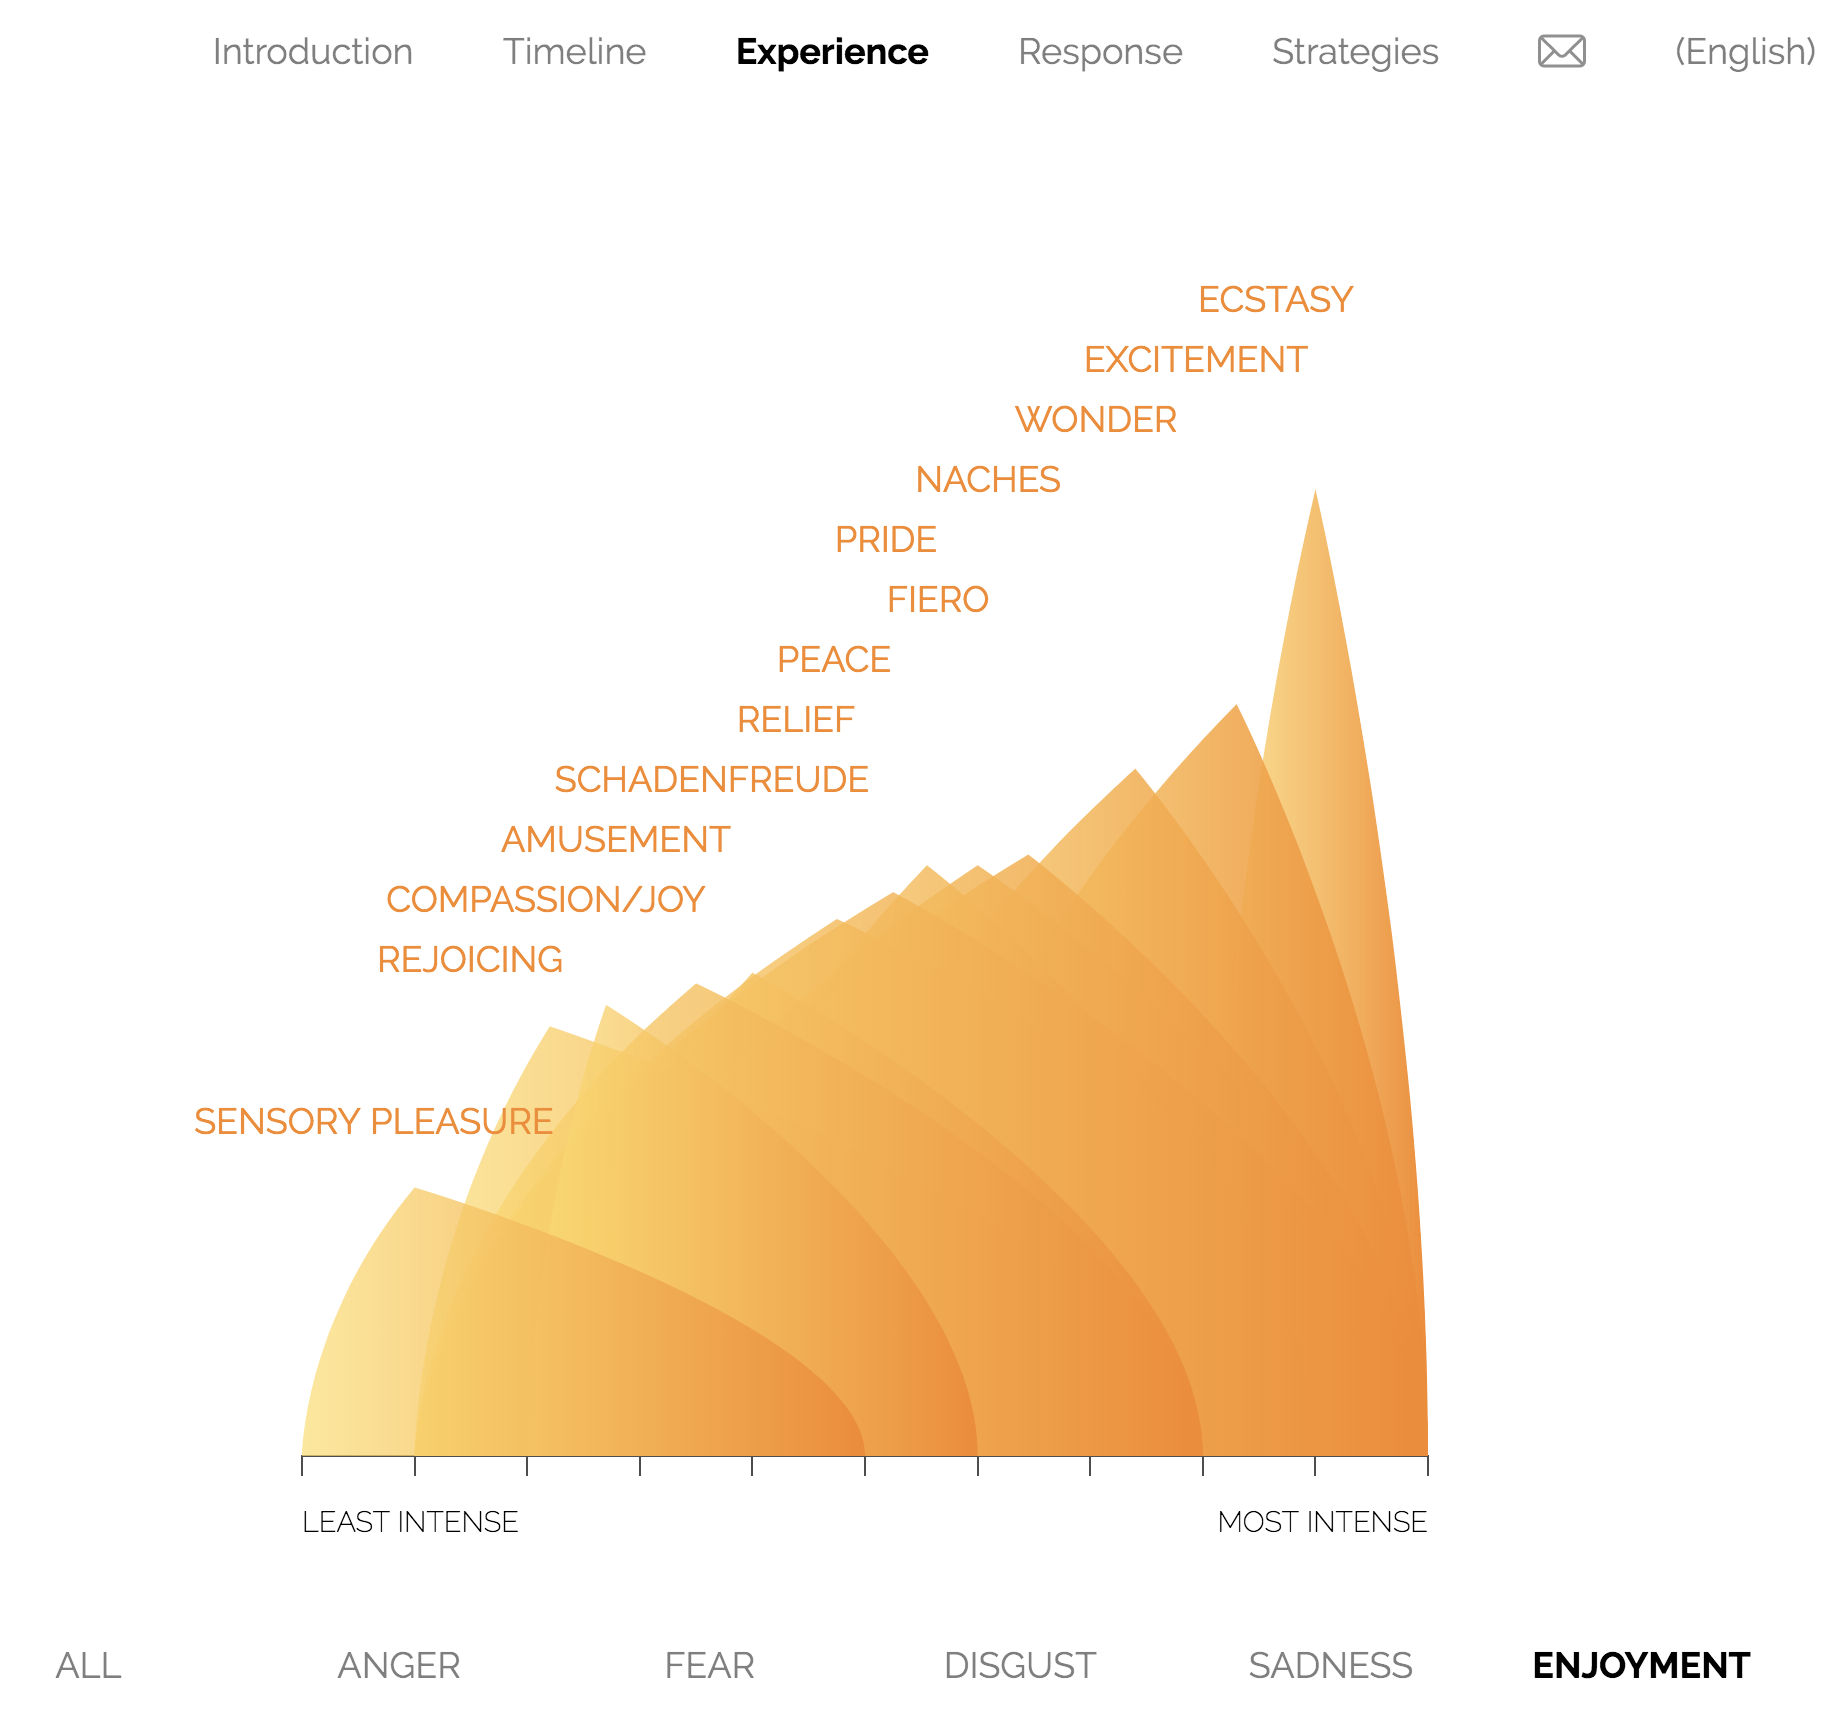 Introduction Timeline Experience Response Strategies (English)
ECSTASY
EXCITEMENT
WONDER
NACHES
PRIDE
FIERO
PEACE
RELIEF
SCHADENFREUDE
AMUSEMENT
COMPASSION/JOY
REJOICING
SENSORY PLEASURE
LEAST INTENSE MOST INTENSE
ALL ANGER FEAR DISGUST SADNESS ENJOYMENT